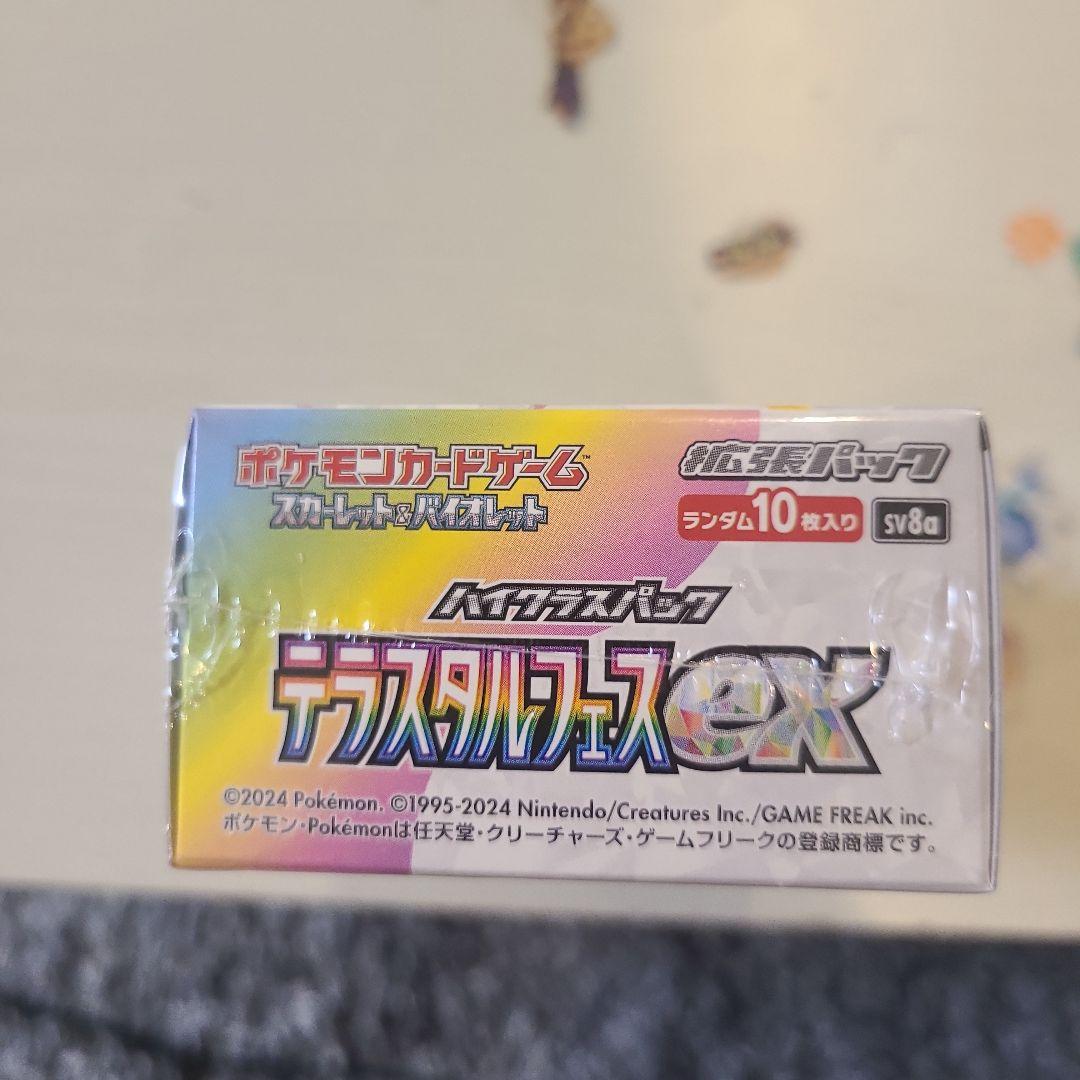 ポケモンカードゲーム™
スカーレット&バイオレット
拡張パック
ランダム10枚入り
sv8a
ハイクラスパック
テラスタルフェスex
©2024 Pokémon. ©1995-2024 Nintendo/Creatures Inc./GAME FREAK inc.
ポケモン・Pokémonは任天堂・クリーチャーズ・ゲームフリークの登録商標です。